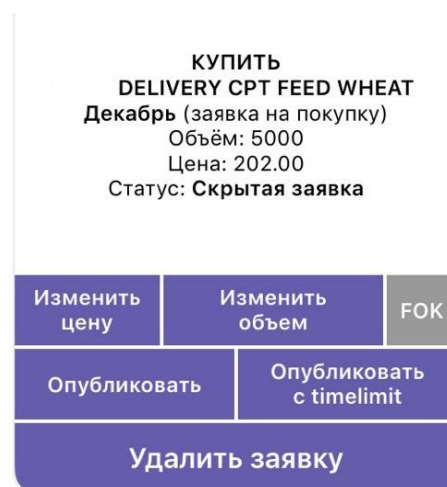 КУПИТЬ
DELIVERY CPT FEED WHEAT
Декабрь (заявка на покупку)
Объём: 5000
Цена: 202.00
Статус: Скрытая заявка
Изменить
цену
Изменить
объем
FOK
Опубликовать
Опубликовать
с timelimit
Удалить заявку